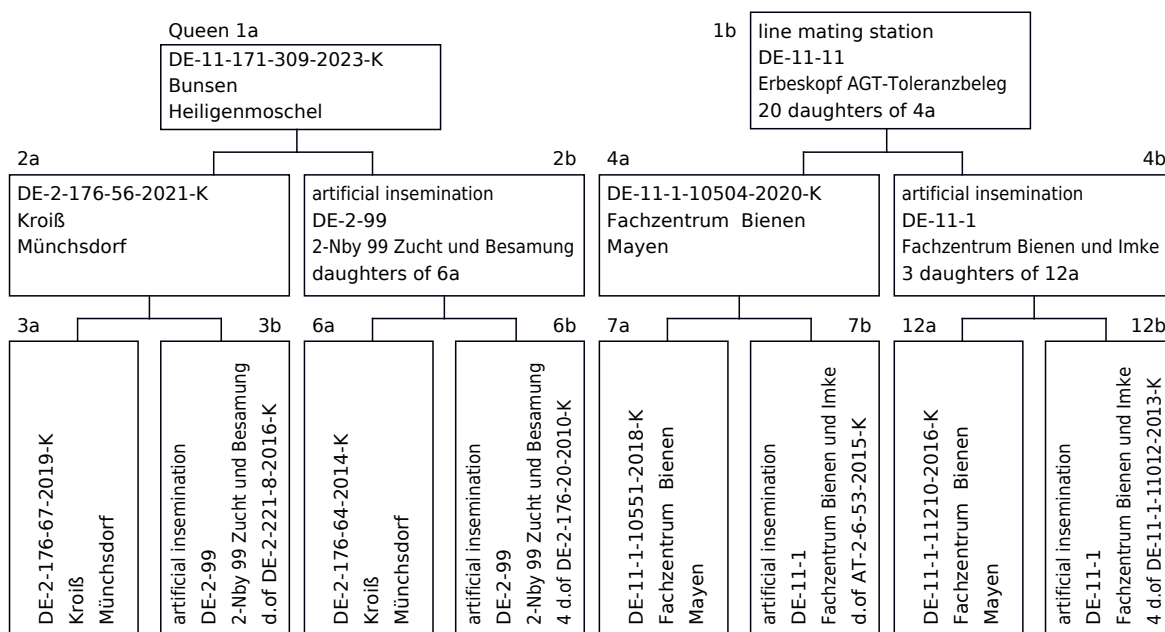 Queen 1a
DE-11-171-309-2023-K
Bunsen
Heiligenmoschel
1b
line mating station
DE-11-11
Erbeskopf AGT-Toleranzbeleg
20 daughters of 4a
2a
DE-2-176-56-2021-K
Kroiß
Münchsdorf
2b
artificial insemination
DE-2-99
2-Nby 99 Zucht und Besamung
daughters of 6a
4a
DE-11-1-10504-2020-K
Fachzentrum Bienen
Mayen
4b
artificial insemination
DE-11-1
Fachzentrum Bienen und Imke
3 daughters of 12a
3a
DE-2-176-67-2019-K
Kroiß
Münchsdorf
3b
artificial insemination
DE-2-99
2-Nby 99 Zucht und Besamung
d.of DE-2-221-8-2016-K
6a
DE-2-176-64-2014-K
Kroiß
Münchsdorf
6b
artificial insemination
DE-2-99
2-Nby 99 Zucht und Besamung
4 d.of DE-2-176-20-2010-K
7a
DE-11-1-10551-2018-K
Fachzentrum Bienen
Mayen
7b
artificial insemination
DE-11-1
Fachzentrum Bienen und Imke
d.of AT-2-6-53-2015-K
12a
DE-11-1-11210-2016-K
Fachzentrum Bienen
Mayen
12b
artificial insemination
DE-11-1
Fachzentrum Bienen und Imke
4 d.of DE-11-1-11012-2013-K